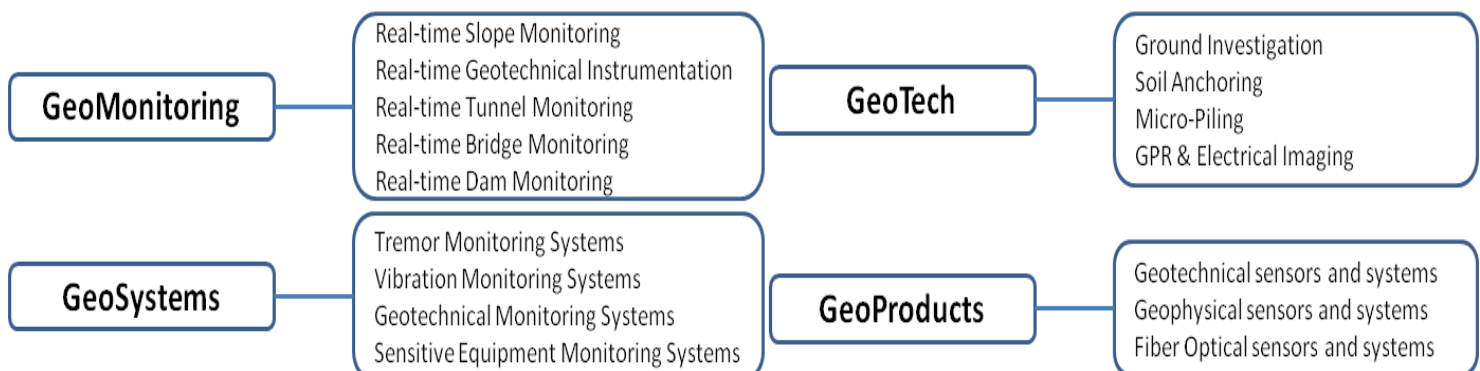 GeoMonitoring
Real-time Slope Monitoring
Real-time Geotechnical Instrumentation
Real-time Tunnel Monitoring
Real-time Bridge Monitoring
Real-time Dam Monitoring
GeoTech
Ground Investigation
Soil Anchoring
Micro-Piling
GPR & Electrical Imaging
GeoSystems
Tremor Monitoring Systems
Vibration Monitoring Systems
Geotechnical Monitoring Systems
Sensitive Equipment Monitoring Systems
GeoProducts
Geotechnical sensors and systems
Geophysical sensors and systems
Fiber Optical sensors and systems